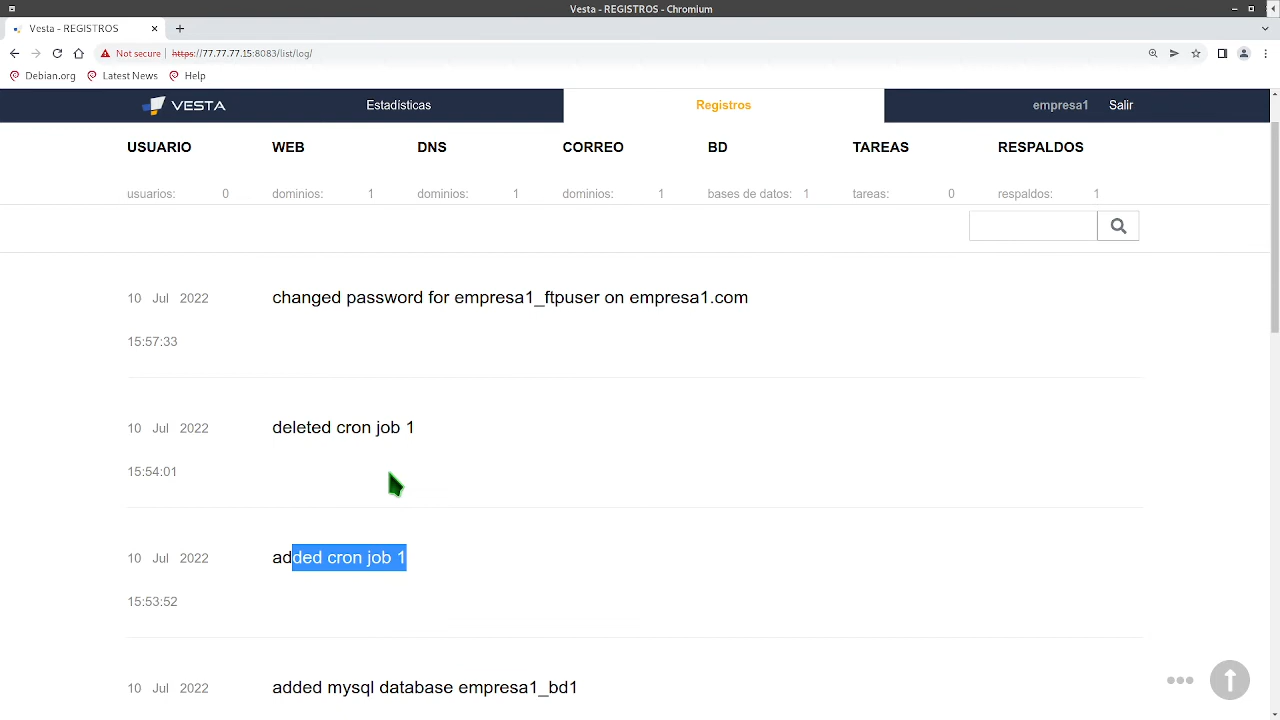 Vesta - REGISTROS - Chromium
Vesta - REGISTROS
Not secure | https://77.77.77.15:8083/list/log/
Debian.org Latest News Help
VESTA Estadísticas Registros empresa1 Salir
USUARIO WEB DNS CORREO BD TAREAS RESPALDOS
usuarios: 0 dominios: 1 dominios: 1 dominios: 1 bases de datos: 1 tareas: 0 respaldos: 1
10 Jul 2022 changed password for empresa1_ftpuser on empresa1.com
15:57:33
10 Jul 2022 deleted cron job 1
15:54:01
10 Jul 2022 added cron job 1
15:53:52
10 Jul 2022 added mysql database empresa1_bd1